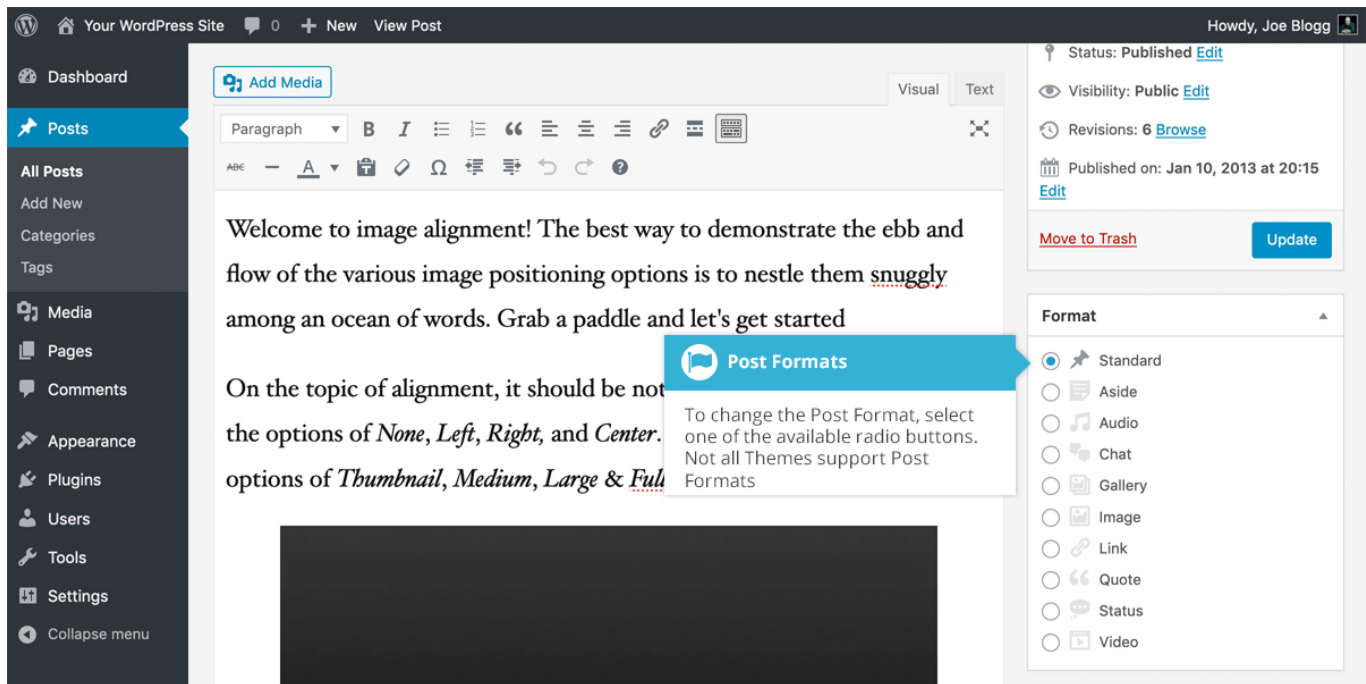 Your WordPress Site 0 New View Post Howdy, Joe Blogg
Dashboard
Posts
All Posts
Add New
Categories
Tags
Media
Pages
Comments
Appearance
Plugins
Users
Tools
Settings
Collapse menu
Add Media
Visual Text
Paragraph B I
ABC A Ω
Welcome to image alignment! The best way to demonstrate the ebb and
flow of the various image positioning options is to nestle them snuggly
among an ocean of words. Grab a paddle and let's get started
On the topic of alignment, it should be not
the options of None, Left, Right, and Center.
options of Thumbnail, Medium, Large & Full
Post Formats
To change the Post Format, select
one of the available radio buttons.
Not all Themes support Post
Formats
Status: Published Edit
Visibility: Public Edit
Revisions: 6 Browse
Published on: Jan 10, 2013 at 20:15
Edit
Move to Trash Update
Format
Standard
Aside
Audio
Chat
Gallery
Image
Link
Quote
Status
Video